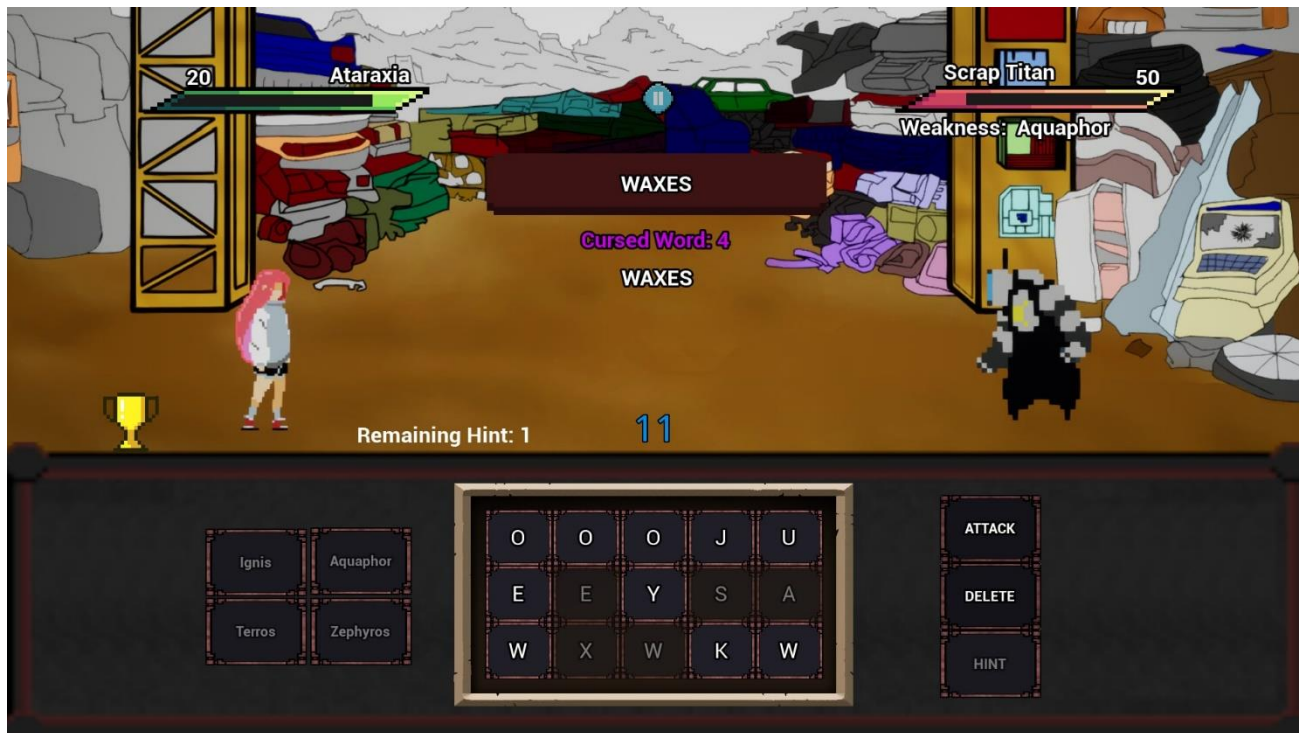 20 Ataraxia
Scrap Titan 50
Weakness: Aquaphor
WAXES
Cursed Word: 4
WAXES
Remaining Hint: 1
11
Ignis Aquaphor
Terros Zephyros
O O O J U
E E Y S A
W X W K W
ATTACK
DELETE
HINT